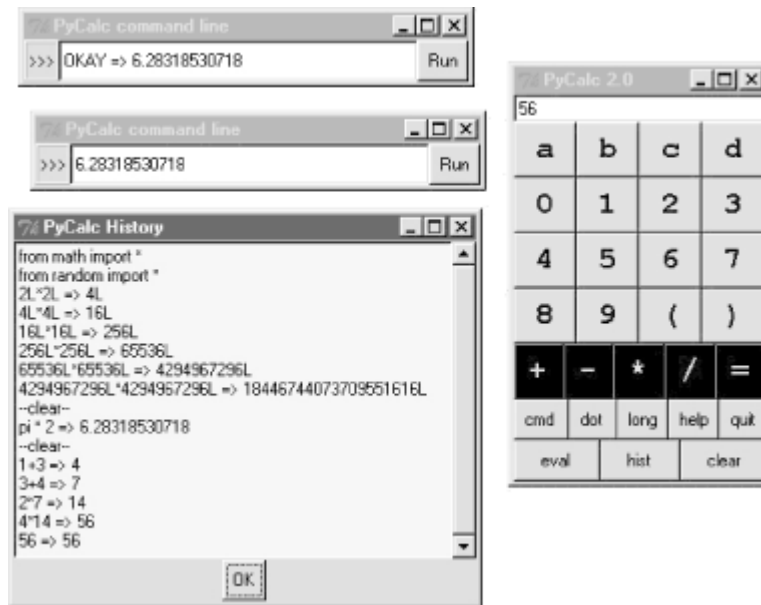 PyCalc command line
>>> OKAY => 6.28318530718 Run
PyCalc command line
>>> 6.28318530718 Run
PyCalc History
from math import *
from random import *
2L*2L => 4L
4L*4L => 16L
16L*16L => 256L
256L*256L => 65536L
65536L*65536L => 4294967296L
4294967296L*4294967296L => 18446744073709551616L
--clear--
pi * 2 => 6.28318530718
--clear--
1+3 => 4
3+4 => 7
2*7 => 14
4*14 => 56
56 => 56
OK
PyCalc 2.0
56
a b c d
0 1 2 3
4 5 6 7
8 9 ( )
+ - * / =
cmd dot long help quit
eval hist clear